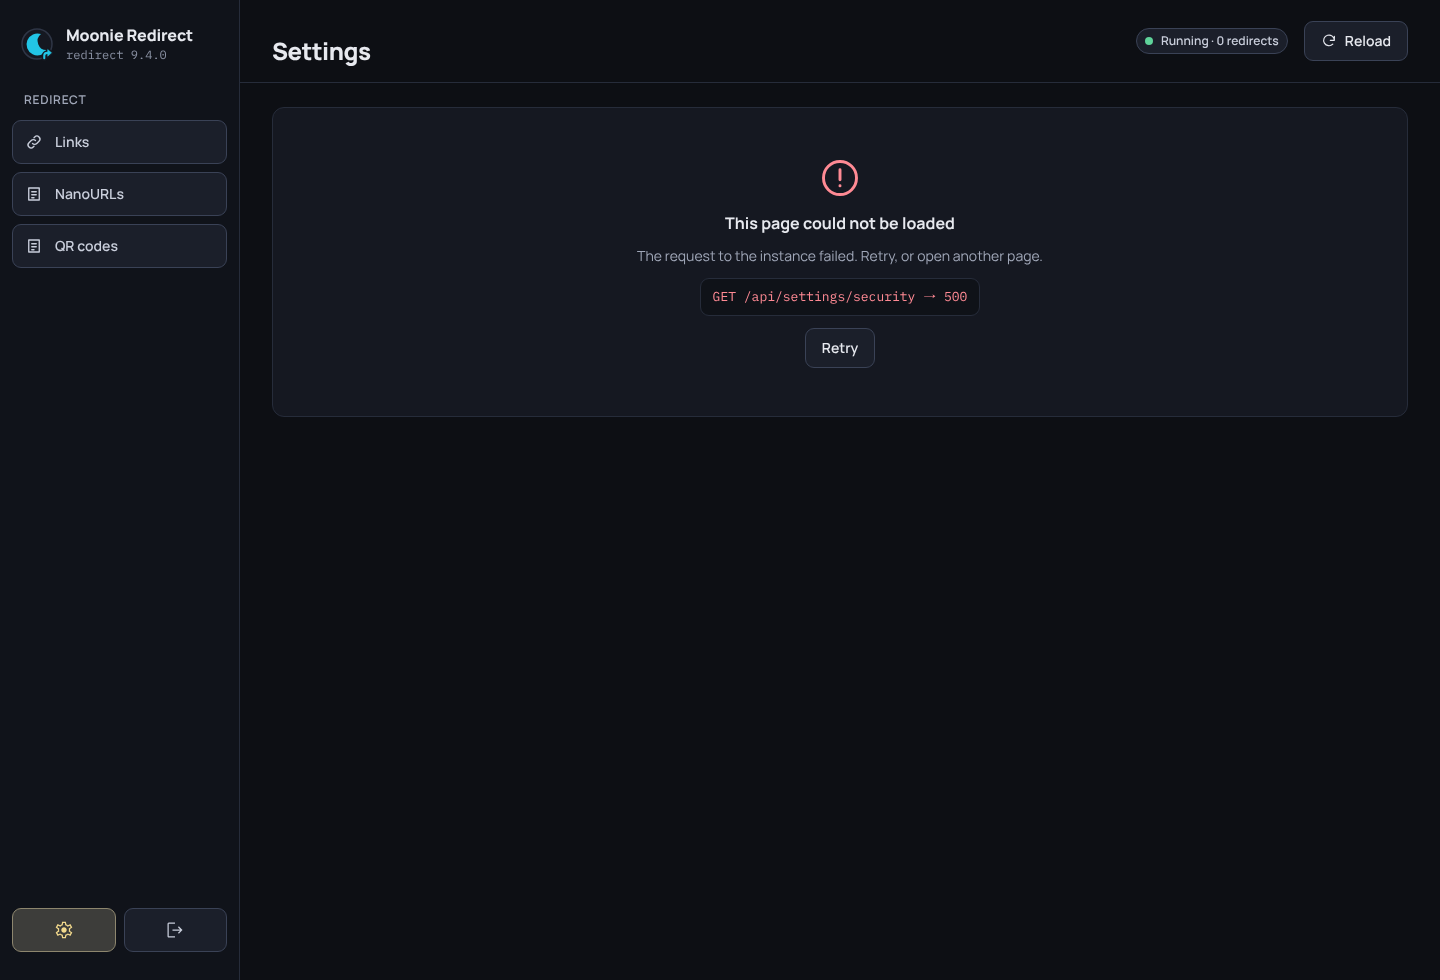 Moonie Redirect
redirect 9.4.0
REDIRECT
Links
NanoURLs
QR codes
Settings
Running · 0 redirects
Reload
This page could not be loaded
The request to the instance failed. Retry, or open another page.
GET /api/settings/security → 500
Retry